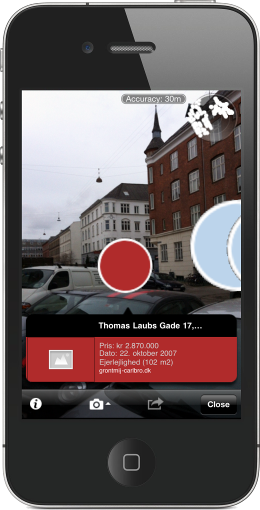 Accuracy: 30m
Thomas Laubs Gade 17,...
Pris: kr 2.870.000
Dato: 22. oktober 2007
Ejerlejlighed (102 m2)
grontmij-carlbro.dk
Close